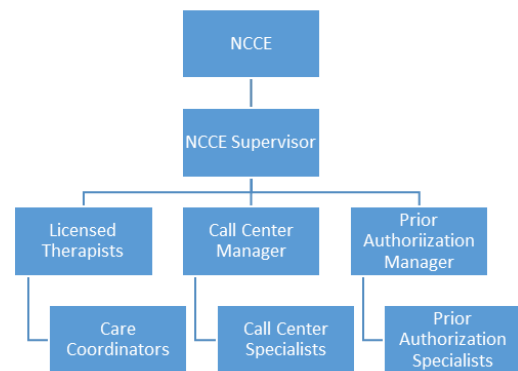 NCCE
NCCE Supervisor
Licensed
Therapists
Call Center
Manager
Prior
Authoriization
Manager
Care
Coordinators
Call Center
Specialists
Prior
Authorization
Specialists